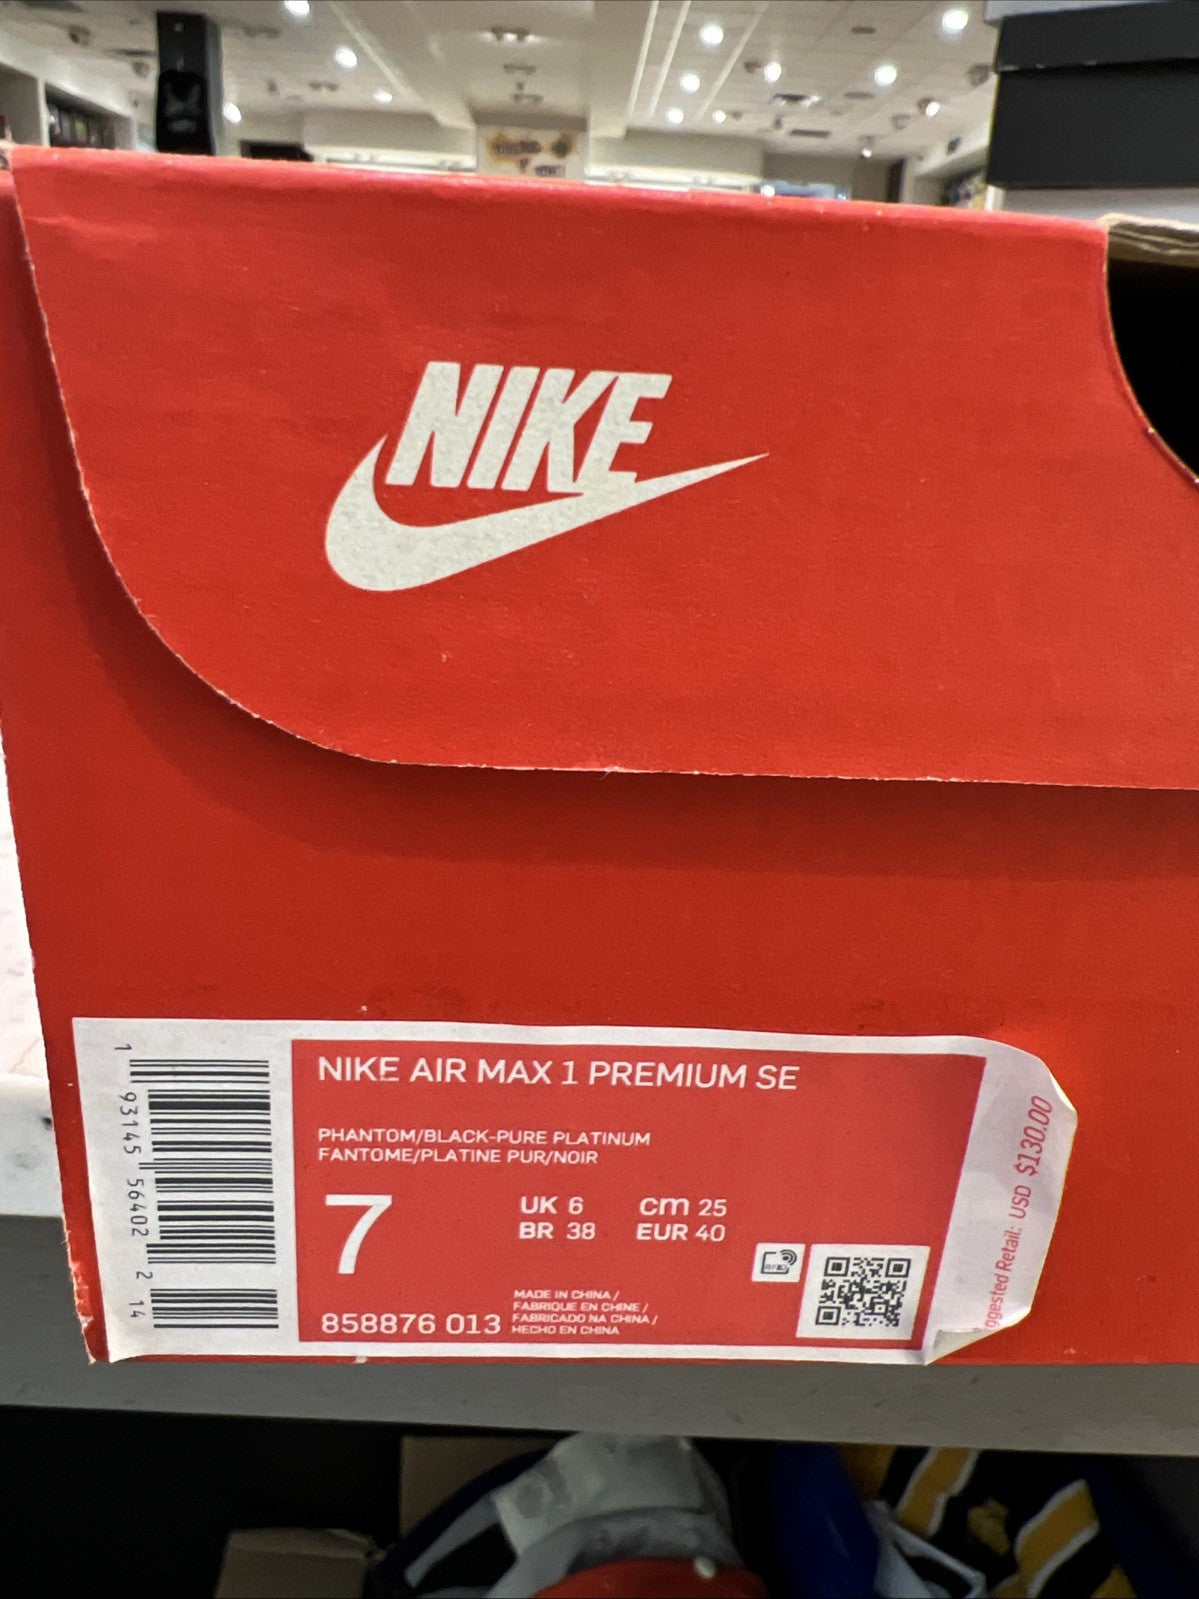 NIKE
NIKE AIR MAX 1 PREMIUM SE
PHANTOM/BLACK-PURE PLATINUM
FANTOME/PLATINE PUR/NOIR
7
UK 6
cm 25
BR 38
EUR 40
MADE IN CHINA /
FABRIQUE EN CHINE /
FABRICADO NA CHINA /
HECHO EN CHINA
858876 013
1 93145 56402 2 14
Retail: USD $130.00